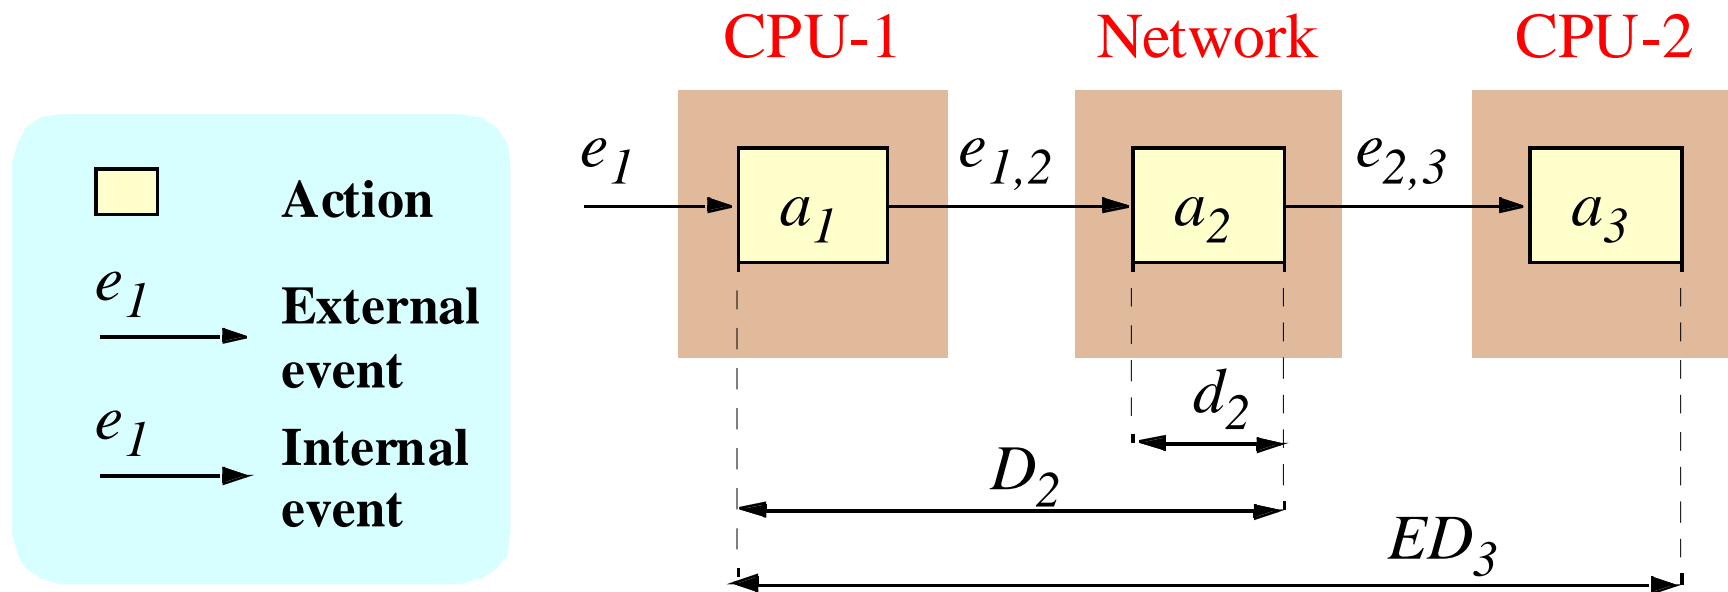 CPU-1 Network CPU-2
e1 e1,2 e2,3
a1 a2 a3
Action
e1 External
event
e1 Internal
event
d2
D2
ED3